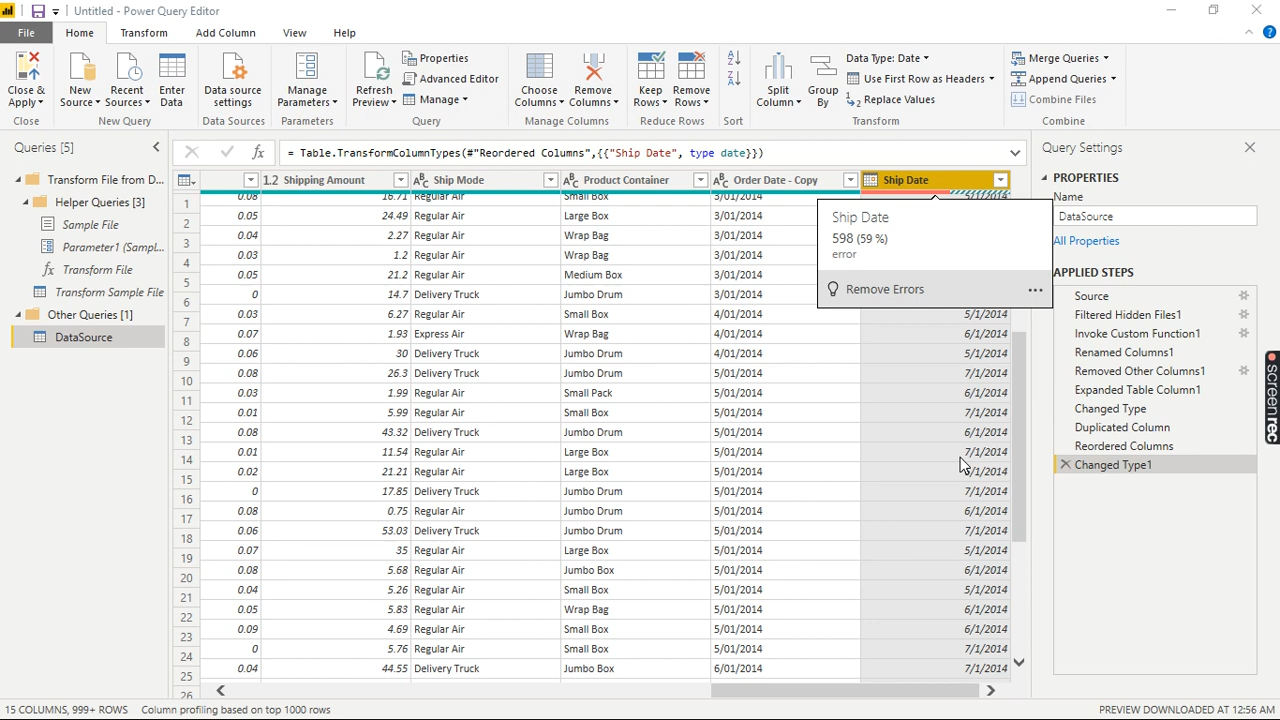 Untitled - Power Query Editor
File Home Transform Add Column View Help
Close & Apply
New Source
Recent Sources
Enter Data
Data source settings
Manage Parameters
Refresh Preview
Properties
Advanced Editor
Manage
Choose Columns
Remove Columns
Keep Rows
Remove Rows
Split Column
Group By
Data Type: Date
Use First Row as Headers
Replace Values
Merge Queries
Append Queries
Combine Files
Close New Query Data Sources Parameters Query Manage Columns Reduce Rows Sort Transform Combine
Queries [5]
Transform File from D...
Helper Queries [3]
Sample File
Parameter1 (Sampl...
fx Transform File
Transform Sample File
Other Queries [1]
DataSource
fx = Table.TransformColumnTypes(#"Reordered Columns",{{"Ship Date", type date}})
1.2 Shipping Amount ABC Ship Mode ABC Product Container ABC Order Date - Copy Ship Date
1 0.08 16.71 Regular Air Small Box 3/01/2014 5/1/2014
2 0.05 24.49 Regular Air Large Box 3/01/2014
3 0.04 2.27 Regular Air Wrap Bag 3/01/2014
4 0.03 1.2 Regular Air Wrap Bag 3/01/2014
5 0.05 21.2 Regular Air Medium Box 3/01/2014
6 0 14.7 Delivery Truck Jumbo Drum 3/01/2014
7 0.03 6.27 Regular Air Small Box 4/01/2014 5/1/2014
8 0.07 1.93 Express Air Wrap Bag 4/01/2014 6/1/2014
9 0.06 30 Delivery Truck Jumbo Drum 4/01/2014 5/1/2014
10 0.08 26.3 Delivery Truck Jumbo Drum 5/01/2014 7/1/2014
11 0.03 1.99 Regular Air Small Pack 5/01/2014 6/1/2014
12 0.01 5.99 Regular Air Small Box 5/01/2014 7/1/2014
13 0.08 43.32 Delivery Truck Jumbo Drum 5/01/2014 6/1/2014
14 0.01 11.54 Regular Air Large Box 5/01/2014 7/1/2014
15 0.02 21.21 Regular Air Large Box 5/01/2014 /1/2014
16 0 17.85 Delivery Truck Jumbo Drum 5/01/2014 7/1/2014
17 0.08 0.75 Regular Air Jumbo Drum 5/01/2014 6/1/2014
18 0.06 53.03 Delivery Truck Jumbo Drum 5/01/2014 7/1/2014
19 0.07 35 Regular Air Large Box 5/01/2014 5/1/2014
20 0.08 5.68 Regular Air Jumbo Box 5/01/2014 6/1/2014
21 0.04 5.26 Regular Air Small Box 5/01/2014 5/1/2014
22 0.05 5.83 Regular Air Wrap Bag 5/01/2014 6/1/2014
23 0.09 4.69 Regular Air Small Box 5/01/2014 6/1/2014
24 0 5.76 Regular Air Small Box 5/01/2014 7/1/2014
25 0.04 44.55 Delivery Truck Jumbo Box 6/01/2014 7/1/2014
26
Ship Date
598 (59 %)
error
Remove Errors
Query Settings
PROPERTIES
Name
DataSource
All Properties
APPLIED STEPS
Source
Filtered Hidden Files1
Invoke Custom Function1
Renamed Columns1
Removed Other Columns1
Expanded Table Column1
Changed Type
Duplicated Column
Reordered Columns
Changed Type1
screenrec
15 COLUMNS, 999+ ROWS Column profiling based on top 1000 rows PREVIEW DOWNLOADED AT 12:56 AM